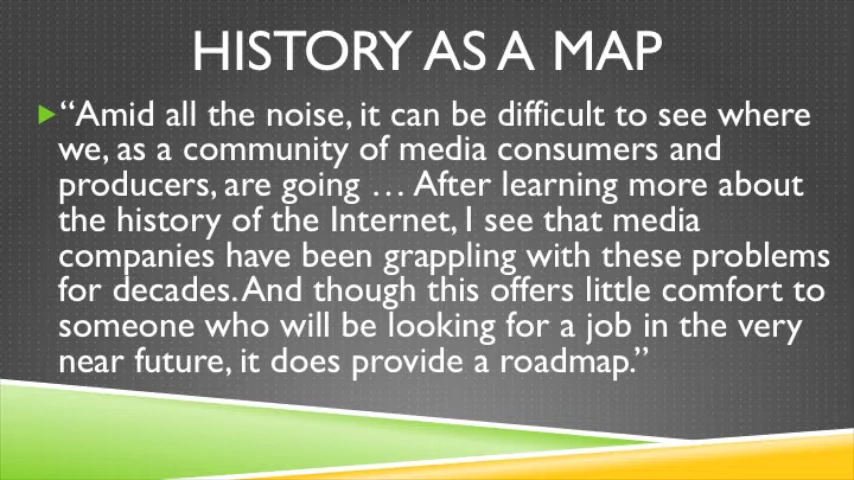 HISTORY AS A MAP
“Amid all the noise, it can be difficult to see where
we, as a community of media consumers and
producers, are going … After learning more about
the history of the Internet, I see that media
companies have been grappling with these problems
for decades. And though this offers little comfort to
someone who will be looking for a job in the very
near future, it does provide a roadmap.”